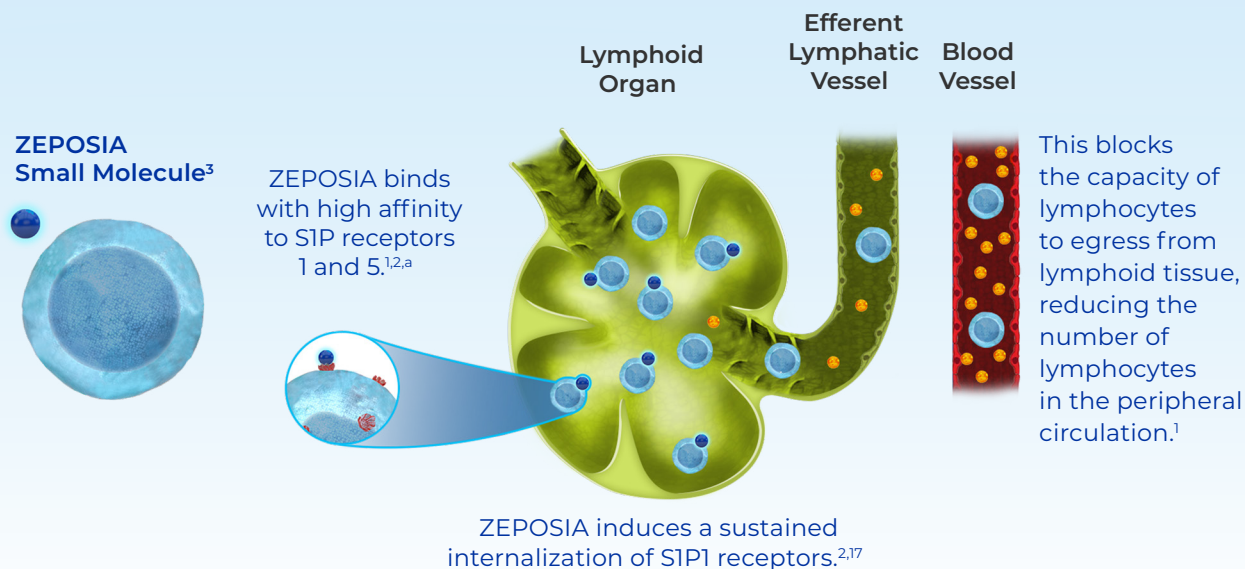 Lymphoid
Organ
Efferent
Lymphatic
Vessel
Blood
Vessel
ZEPOSIA
Small Molecule³
ZEPOSIA binds
with high affinity
to S1P receptors
1 and 5.¹,²,ᵃ
This blocks
the capacity of
lymphocytes
to egress from
lymphoid tissue,
reducing the
number of
lymphocytes
in the peripheral
circulation.¹
ZEPOSIA induces a sustained
internalization of S1P1 receptors.²,¹⁷